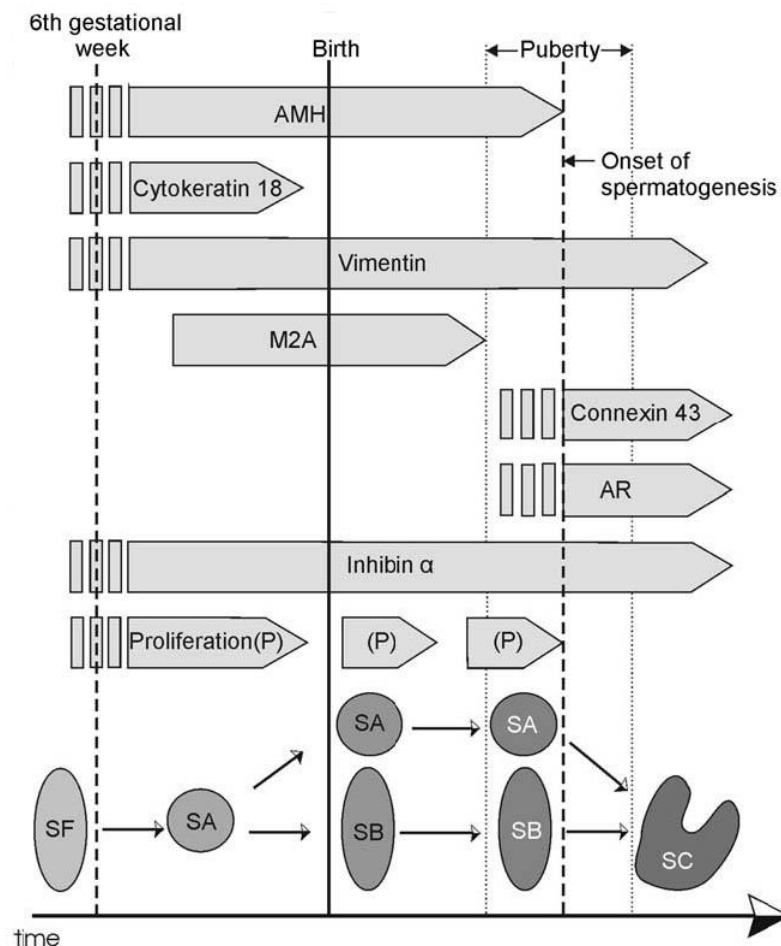 6th gestational
week
Birth
Puberty
AMH
Onset of
spermatogenesis
Cytokeratin 18
Vimentin
M2A
Connexin 43
AR
Inhibin α
Proliferation(P)
(P)
(P)
SA
SA
SF
SA
SB
SB
SC
time